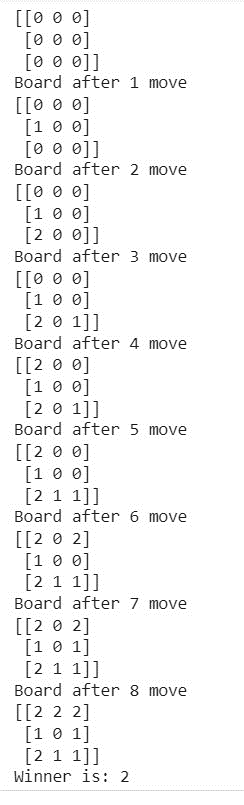 [[0 0 0]
[0 0 0]
[0 0 0]]
Board after 1 move
[[0 0 0]
[1 0 0]
[0 0 0]]
Board after 2 move
[[0 0 0]
[1 0 0]
[2 0 0]]
Board after 3 move
[[0 0 0]
[1 0 0]
[2 0 1]]
Board after 4 move
[[2 0 0]
[1 0 0]
[2 0 1]]
Board after 5 move
[[2 0 0]
[1 0 0]
[2 1 1]]
Board after 6 move
[[2 0 2]
[1 0 0]
[2 1 1]]
Board after 7 move
[[2 0 2]
[1 0 1]
[2 1 1]]
Board after 8 move
[[2 2 2]
[1 0 1]
[2 1 1]]
Winner is: 2